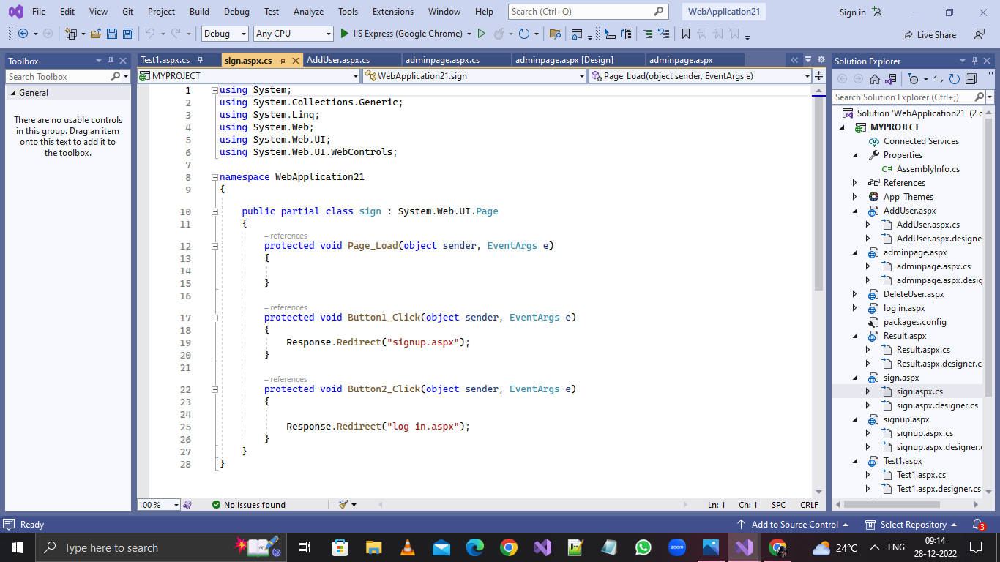 File Edit View Git Project Build Debug Test Analyze Tools Extensions Window Help Search (Ctrl+Q) WebApplication21 Sign in
Debug Any CPU IIS Express (Google Chrome) Live Share
Toolbox
Search Toolbox
General
There are no usable controls
in this group. Drag an item
onto this text to add it to
the toolbox.
Test1.aspx.cs sign.aspx.cs AddUser.aspx.cs adminpage.aspx.cs adminpage.aspx [Design] adminpage.aspx
MYPROJECT WebApplication21.sign Page_Load(object sender, EventArgs e)
1 using System;
2 using System.Collections.Generic;
3 using System.Linq;
4 using System.Web;
5 using System.Web.UI;
6 using System.Web.UI.WebControls;
7
8 namespace WebApplication21
9 {
10 public partial class sign : System.Web.UI.Page
11 {
– references
12 protected void Page_Load(object sender, EventArgs e)
13 {
14
15 }
16
– references
17 protected void Button1_Click(object sender, EventArgs e)
18 {
19 Response.Redirect("signup.aspx");
20 }
21
– references
22 protected void Button2_Click(object sender, EventArgs e)
23 {
24
25 Response.Redirect("log in.aspx");
26 }
27 }
28 }
100 % No issues found Ln: 1 Ch: 1 SPC CRLF
Solution Explorer
Search Solution Explorer (Ctrl+;)
Solution 'WebApplication21' (2 o
MYPROJECT
Connected Services
Properties
C# AssemblyInfo.cs
References
App_Themes
AddUser.aspx
AddUser.aspx.cs
AddUser.aspx.designe
adminpage.aspx
adminpage.aspx.cs
adminpage.aspx.desig
DeleteUser.aspx
log in.aspx
packages.config
Result.aspx
Result.aspx.cs
Result.aspx.designer.c
sign.aspx
sign.aspx.cs
sign.aspx.designer.cs
signup.aspx
signup.aspx.cs
signup.aspx.designer.c
Test1.aspx
Test1.aspx.cs
Test1.aspx.designer.cs
Ready Add to Source Control Select Repository 3
Type here to search zoom 24°C ENG 09:14
28-12-2022